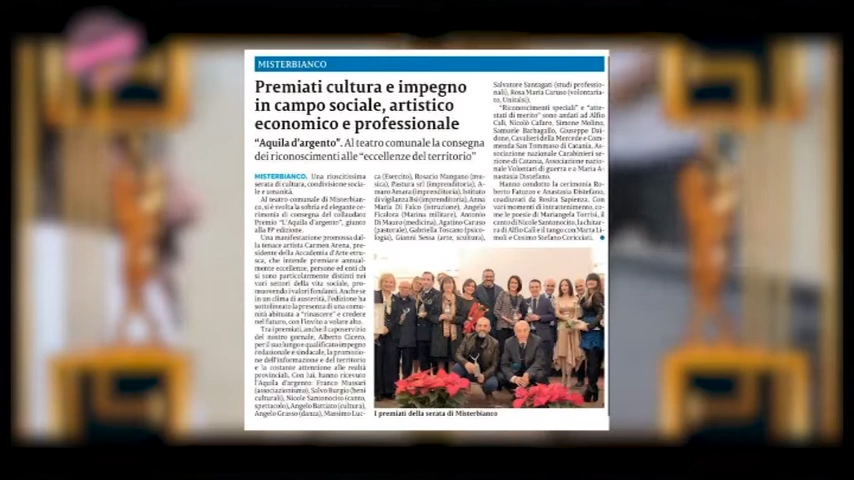 MISTERBIANCO
Premiati cultura e impegno
in campo sociale, artistico
economico e professionale
“Aquila d’argento”. Al teatro comunale la consegna
dei riconoscimenti alle “eccellenze del territorio”
MISTERBIANCO. Una riuscitissima
serata di cultura, condivisione socia-
le e umanità.
Al teatro comunale di Misterbian-
co, si è svolta la sobria ed elegante ce-
rimonia di consegna del collaudato
Premio “L’Aquila d’argento”, giunto
alla edizione.
Una manifestazione promossa dal-
la tenace artista Carmen Arena, pre-
sidente della Accademia d’Arte etru-
sca, che intende premiare annual-
mente eccellenze, persone ed enti ch
si sono particolarmente distinti nei
vari settori della vita sociale, pro-
muovendo i valori fondanti. Anche se
in un clima di austerità, l’edizione ha
sottolineato la presenza di una comu-
nità abituata a “rinascere” e credere
nel futuro, con l’invito a volare alto.
Tra i premiati, anche il caposervizio
del nostro giornale, Alberto Cicero,
per il suo lungo e qualificato impegno
redazionale e sindacale, la promozio-
ne dell’informazione e del territorio
e la costante attenzione alle realtà
provinciali. Con lui, hanno ricevuto
l’Aquila d’argento: Franco Mussari
(associazionismo), Salvo Burgio (beni
culturali), Nicole Santonocito (canto,
spettacolo), Angelo Battiato (cultura),
Angelo Grasso (danza), Massimo Luc-
ca (Esercito), Rosario Mangano (mu-
sica), Pastura srl (imprenditoria), A-
maro Amara (imprenditoria), Istituto
di vigilanza Bsi (imprenditoria), Anna
Maria Di Falco (istruzione), Angelo
Ficalora (Marina militare), Antonio
Di Mauro (medicina), Agatino Caruso
(pastorale), Gabriella Toscano (psico-
logia), Gianni Sessa (arte, scultura),
Salvatore Santagati (studi professio-
nali), Rosa Maria Caruso (volontaria-
to, Unitalsi).
“Riconoscimenti speciali” e “atte-
stati di merito” sono andati ad Alfio
Calì, Nicolò Cafaro, Simone Molino,
Samuele Barbagallo, Giuseppe Dai-
done, Cavalieri della Mercede e Com-
menda San Tommaso di Catania, As-
sociazione nazionale Carabinieri se-
zione di Catania, Associazione nazio-
nale Volontari di guerra e a Maria A-
nastasia Distefano.
Hanno condotto la cerimonia Ro-
berto Fatuzzo e Anastasia Distefano,
coadiuvati da Rosita Sapienza. Con
vari momenti di intrattenimento, co-
me le poesie di Mariangela Torrisi, il
canto di Nicole Santonocito, la chitar-
ra di Alfio Calì e il tango con Marta Li-
moli e Cosimo Stefano Coricciati.
I premiati della serata di Misterbianco